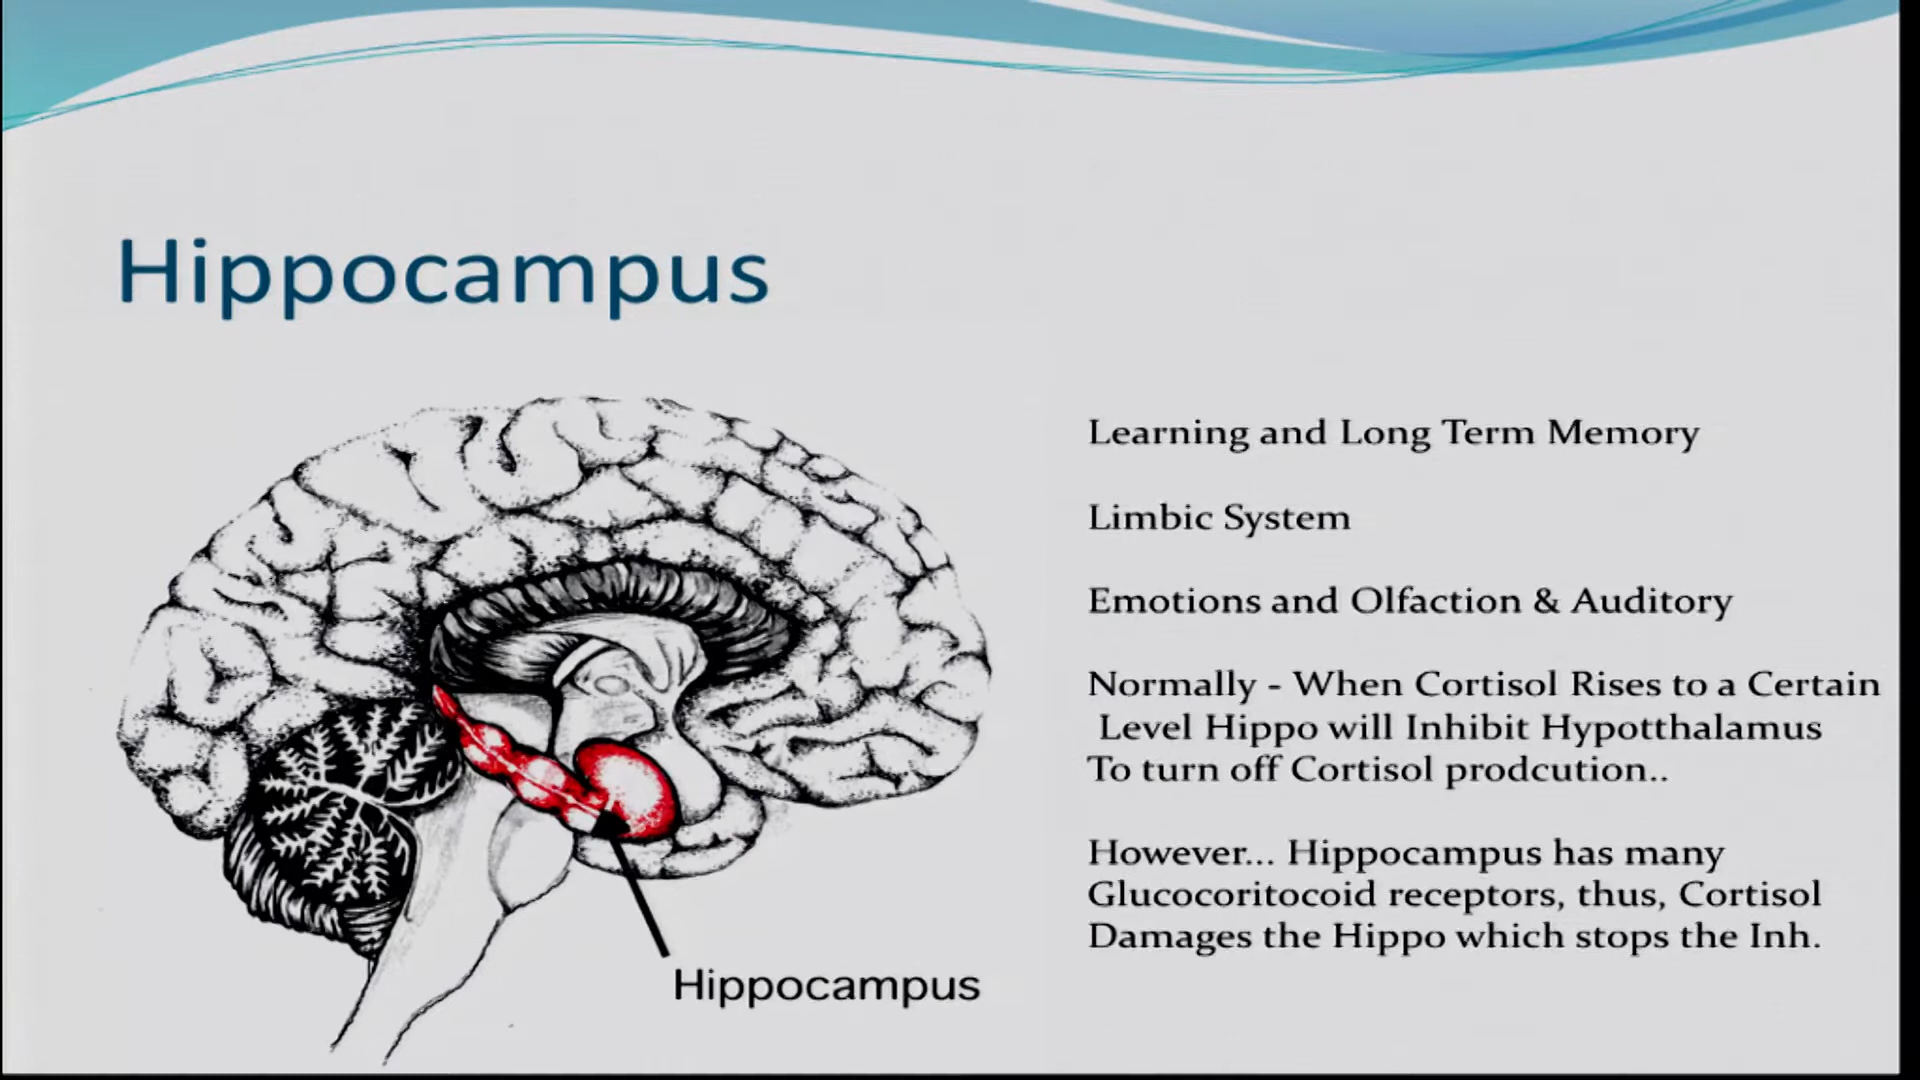 Hippocampus
Learning and Long Term Memory
Limbic System
Emotions and Olfaction & Auditory
Normally - When Cortisol Rises to a Certain
Level Hippo will Inhibit Hypotthalamus
To turn off Cortisol prodcution..
However... Hippocampus has many
Glucocoritocoid receptors, thus, Cortisol
Damages the Hippo which stops the Inh.
Hippocampus